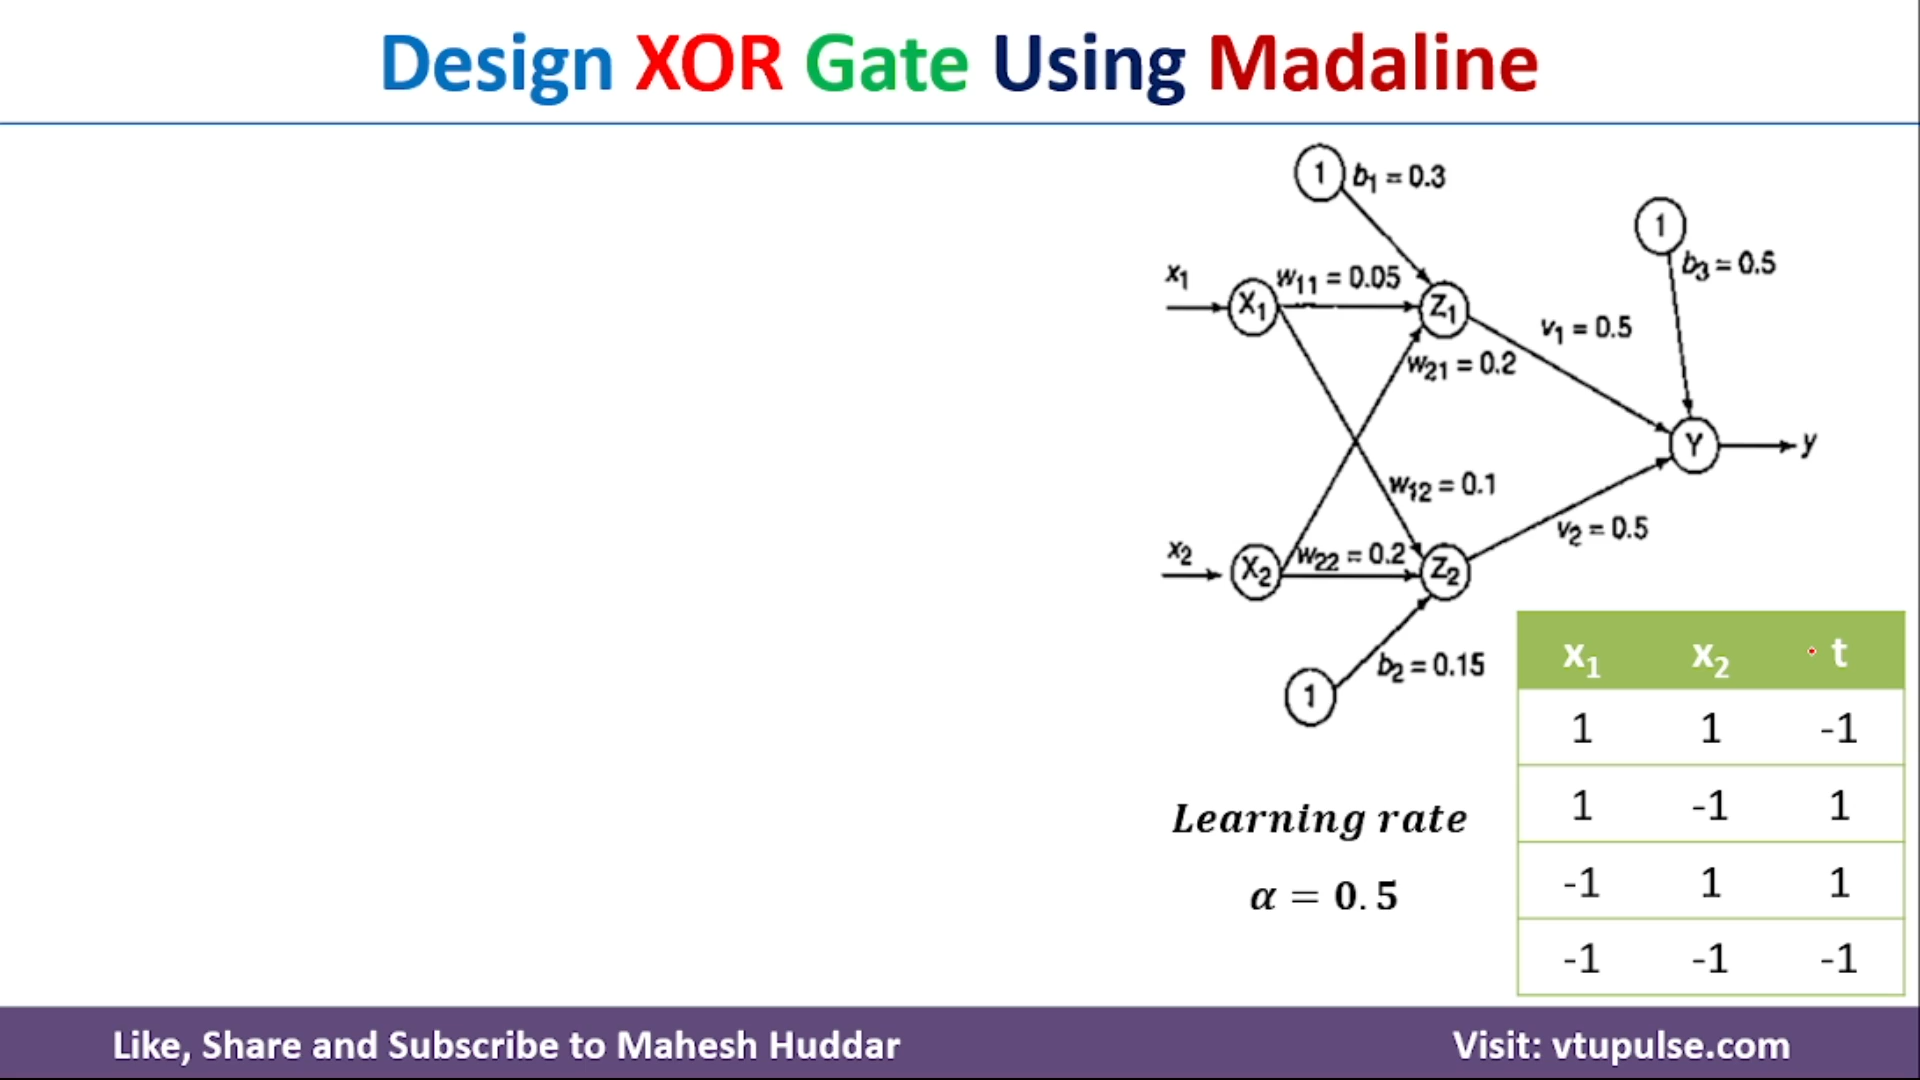 Design XOR Gate Using Madaline
1 b₁ = 0.3
1
b₃ = 0.5
x₁
X₁
w₁₁ = 0.05
Z₁
v₁ = 0.5
w₂₁ = 0.2
Y
y
w₁₂ = 0.1
v₂ = 0.5
x₂
X₂
w₂₂ = 0.2
Z₂
b₂ = 0.15
1
Learning rate
α = 0.5
x₁ x₂ t
1 1 -1
1 -1 1
-1 1 1
-1 -1 -1
Like, Share and Subscribe to Mahesh Huddar
Visit: vtupulse.com